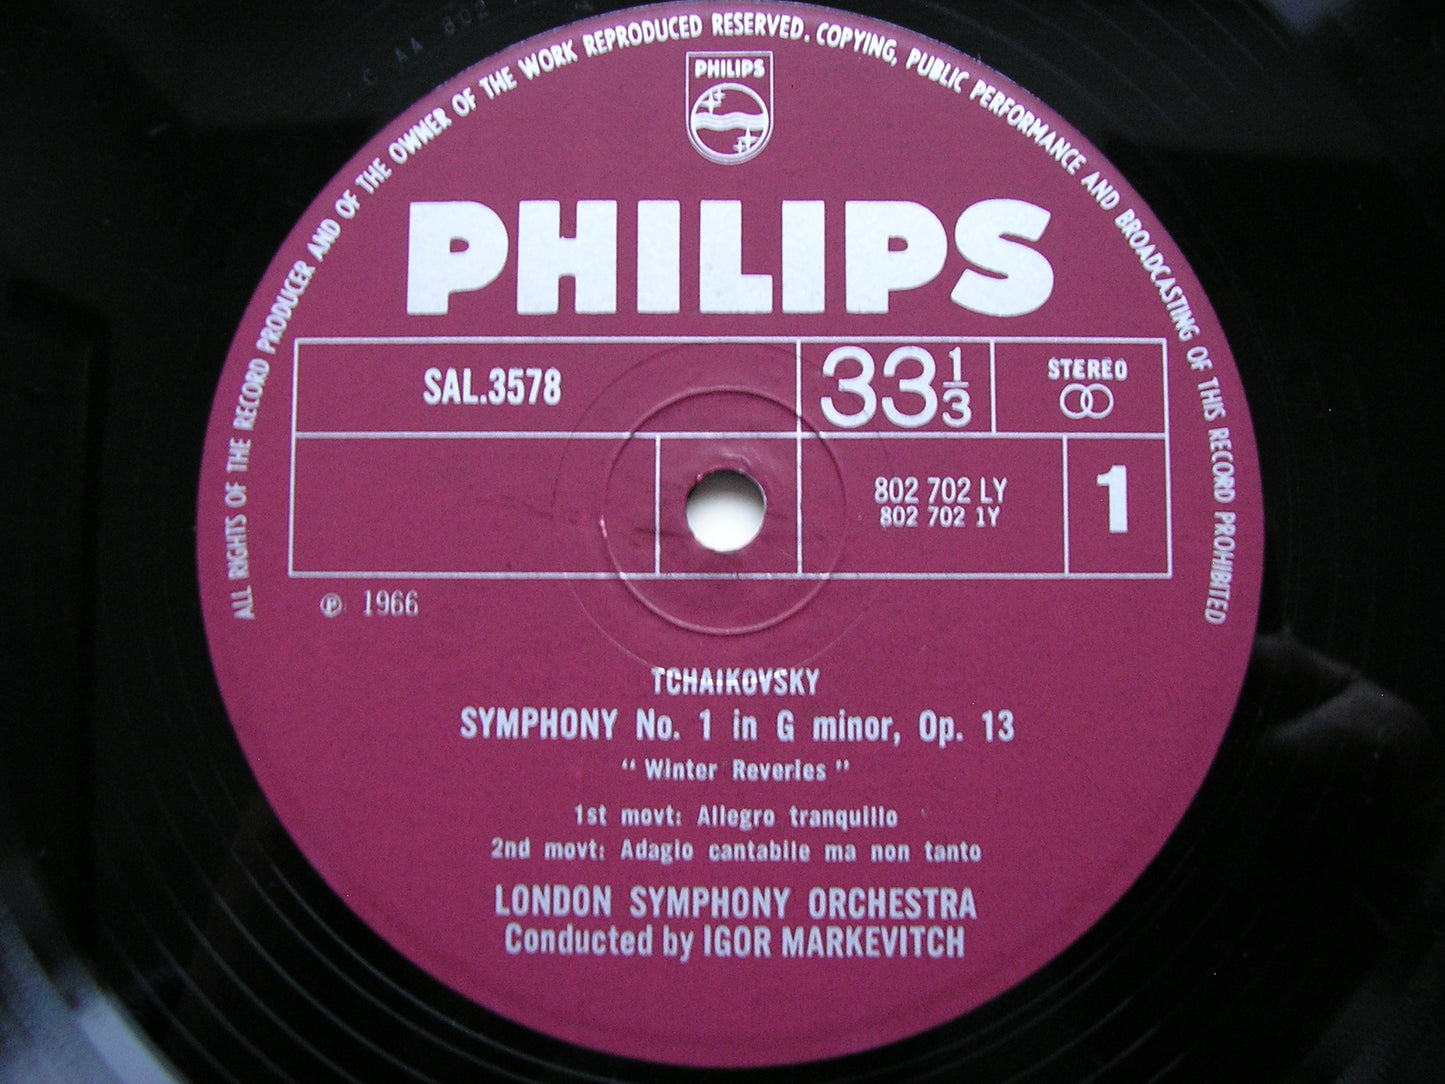 ALL RIGHTS OF THE RECORD PRODUCER AND OF THE OWNER OF THE WORK REPRODUCED RESERVED. COPYING, PUBLIC PERFORMANCE AND BROADCASTING OF THIS RECORD PROHIBITED
PHILIPS
PHILIPS
SAL.3578
33 1/3
STEREO
802 702 LY
802 702 1Y
1
℗ 1966
TCHAIKOVSKY
SYMPHONY No. 1 in G minor, Op. 13
"Winter Reveries"
1st movt: Allegro tranquillo
2nd movt: Adagio cantabile ma non tanto
LONDON SYMPHONY ORCHESTRA
Conducted by IGOR MARKEVITCH